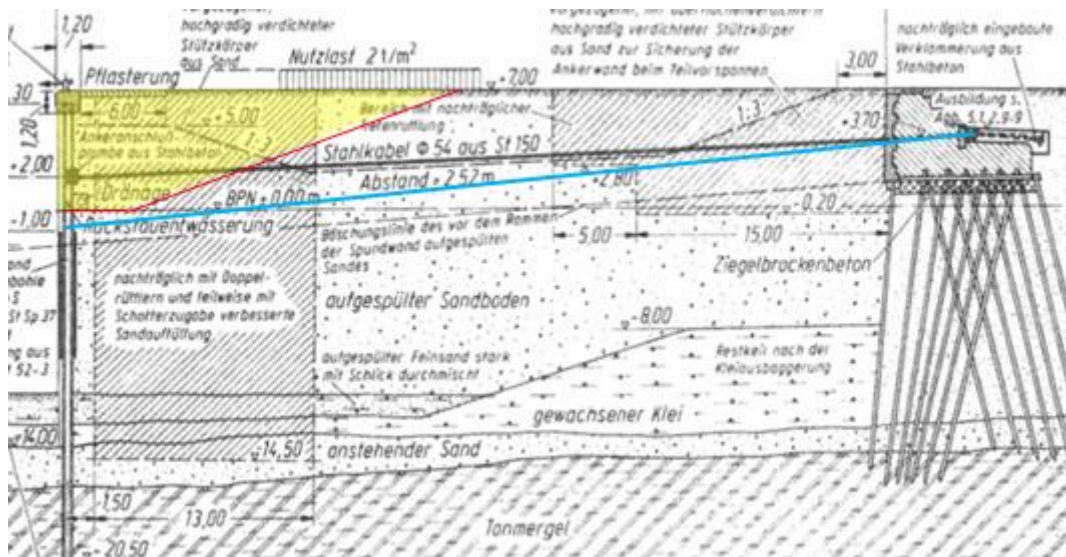 1,20
hochgradig verdichteter
Stützkörper
aus Sand
Nutzlast 2t/m²
Pflasterung
+7,00
6,00
+5,00
1,20
+2,00
-1,00
Ankeranschluß-
plombe aus Stahlbeton
Dränage
BPN ± 0,00 m
Rückstauentwässerung
Stahlkabel Φ 54 aus St 150
Abstand = 2,52 m
Bereich mit nachträglicher
Tiefenrüttlung
hochgradig verdichteter Stützkörper
aus Sand zur Sicherung der
Ankerwand beim Teilvorspannen
3,00
1:3
+3,70
nachträglich eingebaute
Verklammerung aus
Stahlbeton
Ausbildung s.
Abb. 5.1.2.9-9
+2,80
-0,20
5,00
15,00
Ziegelbrockenbeton
Böschungslinie des vor dem Rammen
der Spundwand aufgespülten
Sandes
nachträglich mit Doppel-
rüttlern und teilweise mit
Schotterzugabe verbesserte
Sandauffüllung
aufgespülter Sandboden
-8,00
aufgespülter Feinsand stark
mit Schlick durchmischt
Restkeil nach der
Kleiausbaggerung
gewachsener Klei
-14,00
-14,50
anstehender Sand
1,50
13,00
Tonmergel
-20,50
St Sp 37